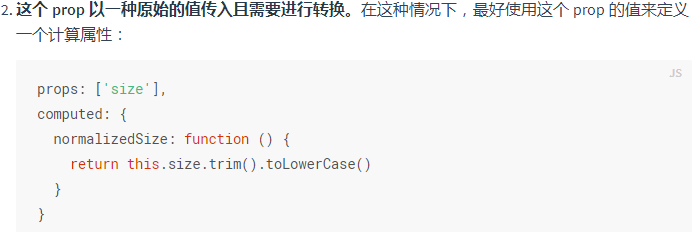 2. 这个 prop 以一种原始的值传入且需要进行转换。在这种情况下，最好使用这个 prop 的值来定义
一个计算属性：
JS
props: ['size'],
computed: {
  normalizedSize: function () {
    return this.size.trim().toLowerCase()
  }
}